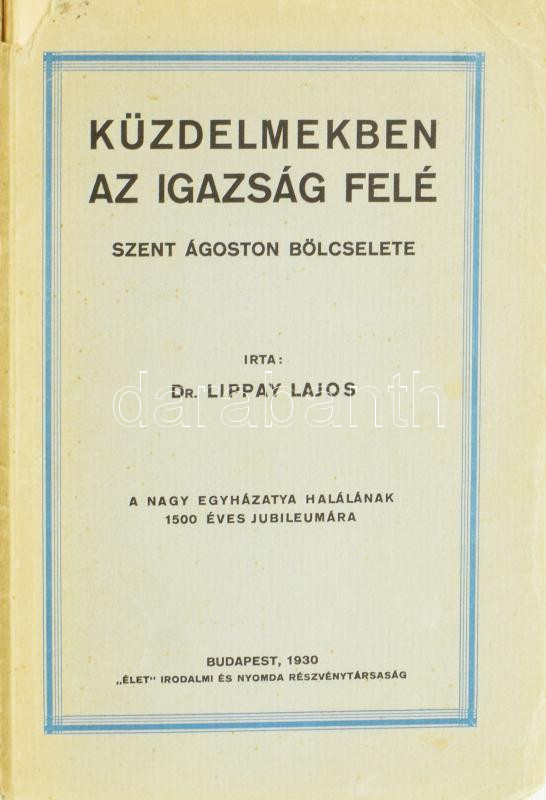 KÜZDELMEKBEN
AZ IGAZSÁG FELÉ
SZENT ÁGOSTON BÖLCSELETE
IRTA:
DR. LIPPAY LAJOS
darabanth
A NAGY EGYHÁZATYA HALÁLÁNAK
1500 ÉVES JUBILEUMÁRA
BUDAPEST, 1930
„ÉLET“ IRODALMI ÉS NYOMDA RÉSZVÉNYTÁRSASÁG